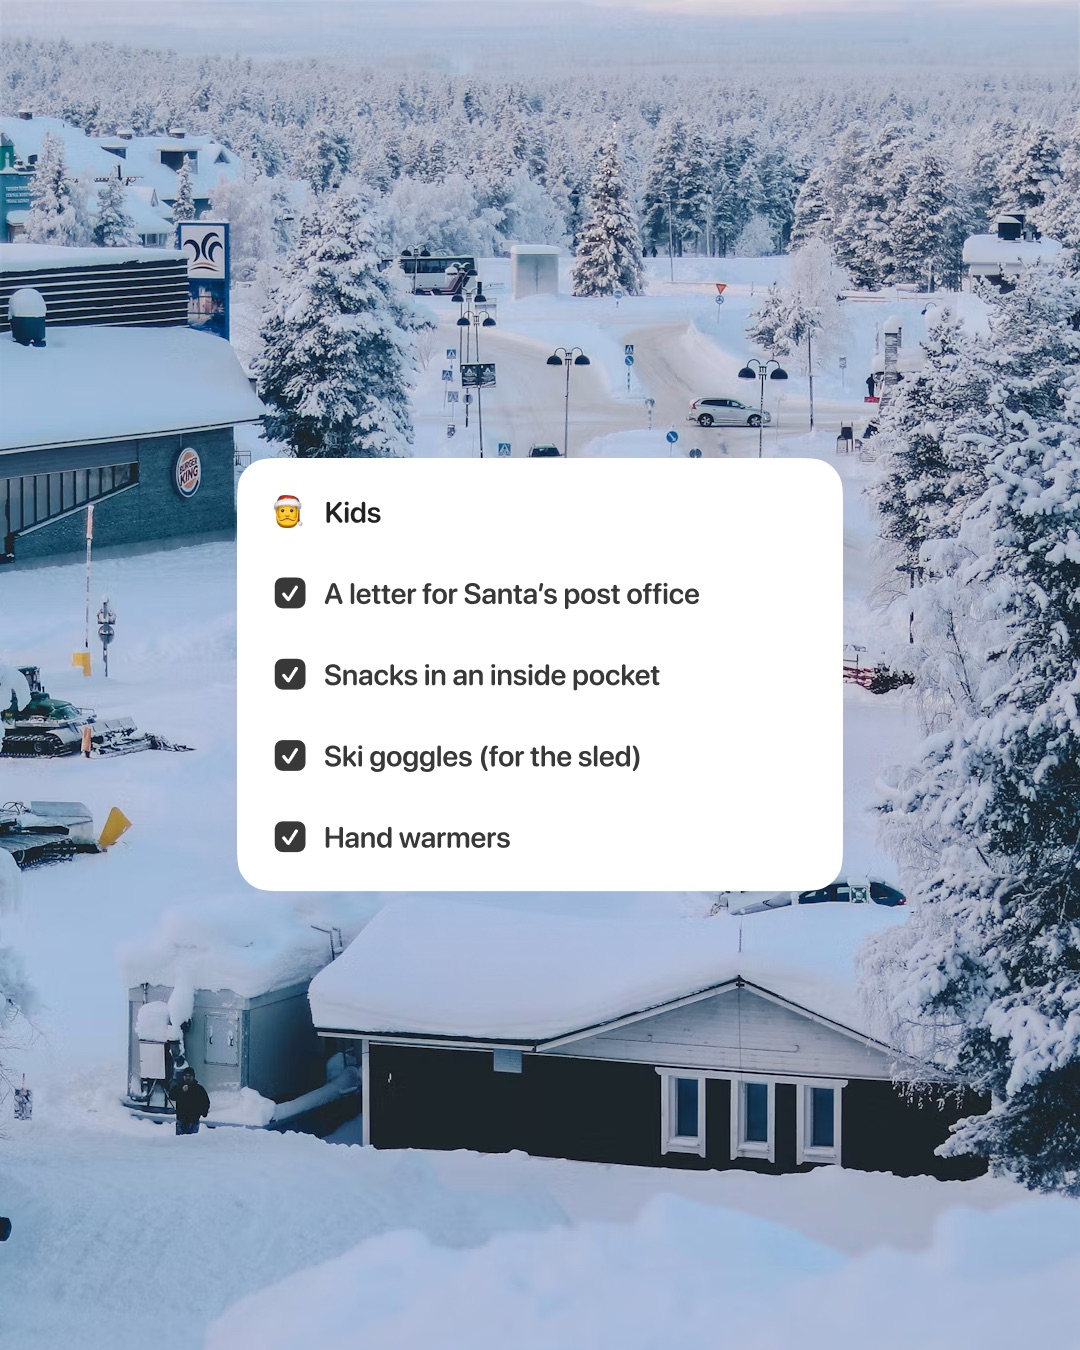 BURGER
KING
🎅 Kids
A letter for Santa’s post office
Snacks in an inside pocket
Ski goggles (for the sled)
Hand warmers